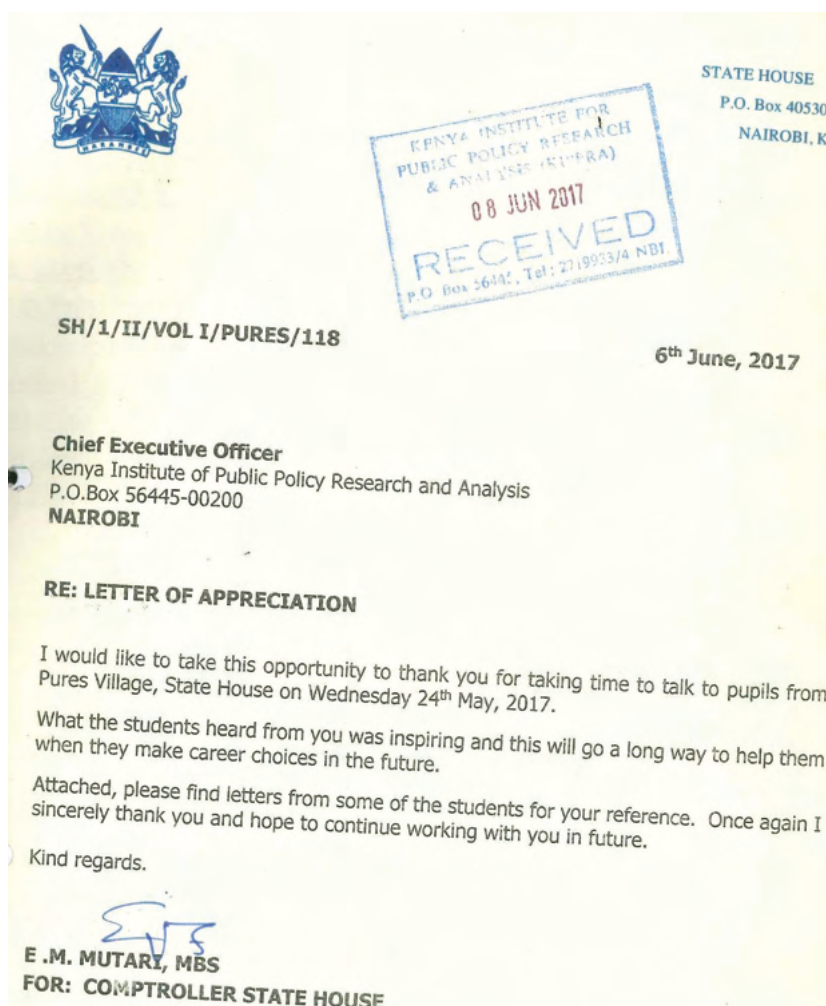 HARAMBEE
STATE HOUSE
P.O. Box 40530
NAIROBI, K
KENYA INSTITUTE FOR
PUBLIC POLICY RESEARCH
& ANALYSIS (KIPPRA)
08 JUN 2017
RECEIVED
P.O. Box 56445, Tel: 2719933/4 NBI.
SH/1/II/VOL I/PURES/118
6th June, 2017
Chief Executive Officer
Kenya Institute of Public Policy Research and Analysis
P.O.Box 56445-00200
NAIROBI
RE: LETTER OF APPRECIATION
I would like to take this opportunity to thank you for taking time to talk to pupils from
Pures Village, State House on Wednesday 24th May, 2017.
What the students heard from you was inspiring and this will go a long way to help them
when they make career choices in the future.
Attached, please find letters from some of the students for your reference. Once again I
sincerely thank you and hope to continue working with you in future.
Kind regards.
E .M. MUTARI, MBS
FOR: COMPTROLLER STATE HOUSE